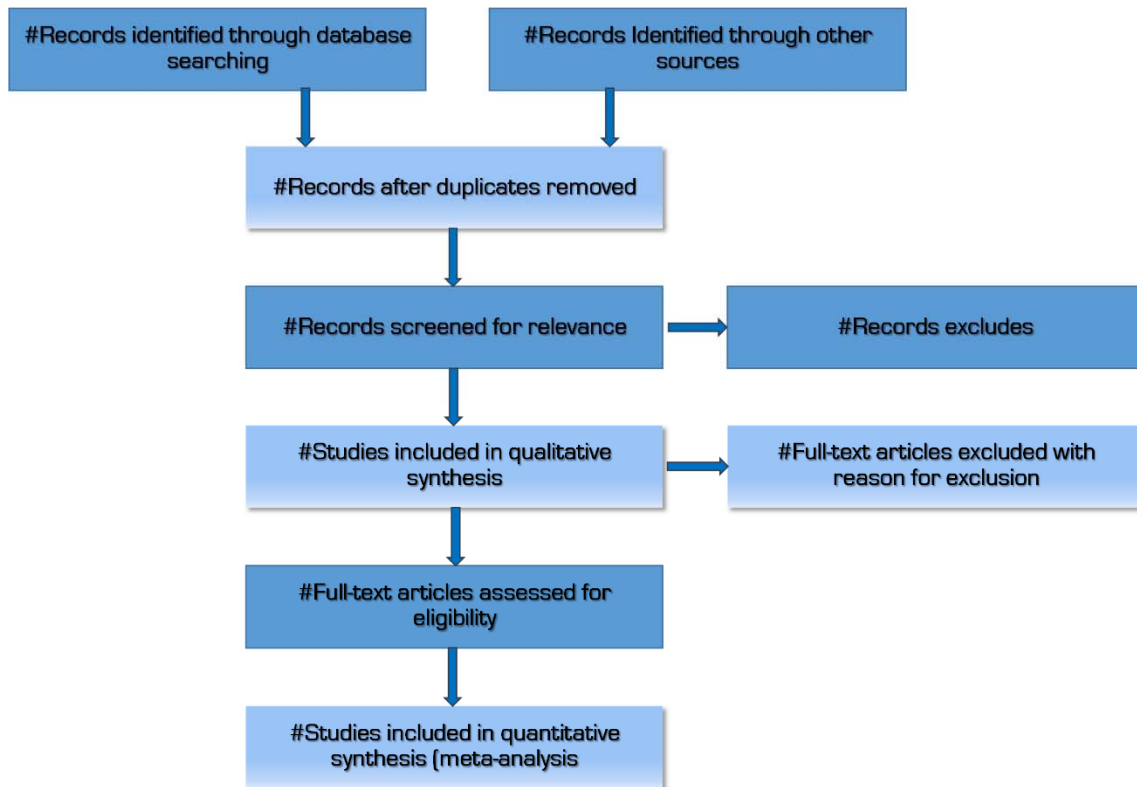 #Records identified through database
searching
#Records Identified through other
sources
#Records after duplicates removed
#Records screened for relevance
#Records excludes
#Studies included in qualitative
synthesis
#Full-text articles excluded with
reason for exclusion
#Full-text articles assessed for
eligibility
#Studies included in quantitative
synthesis (meta-analysis